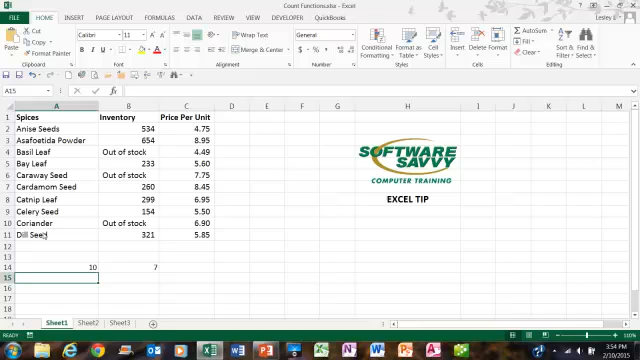 Count Functions.xlsx - Excel
FILE HOME INSERT PAGE LAYOUT FORMULAS DATA REVIEW VIEW DEVELOPER QuickBooks
Lesley
Paste
Cut
Copy
Format Painter
Clipboard
Calibri 11
B I U
Font
Wrap Text
Merge & Center
Alignment
General
$ % ,
Number
Conditional Formatting
Format as Table
Cell Styles
Styles
Insert Delete Format
Cells
AutoSum
Fill
Clear
Sort & Filter
Find & Select
Editing
A15 fx
A B C D E F G H I J K L M
1 Spices Inventory Price Per Unit
2 Anise Seeds 534 4.75
3 Asafoetida Powder 654 8.95
4 Basil Leaf Out of stock 4.49
5 Bay Leaf 233 5.60
6 Caraway Seed Out of stock 7.75
7 Cardamom Seed 260 8.45
8 Catnip Leaf 299 6.95
9 Celery Seed 154 5.50
10 Coriander Out of stock 6.90
11 Dill Seed 321 5.85
12
13
14 10 7
15
16
17
18
SOFTWARE
SAVVY
COMPUTER TRAINING
EXCEL TIP
Sheet1 Sheet2 Sheet3
READY
110%
3:54 PM
2/10/2015